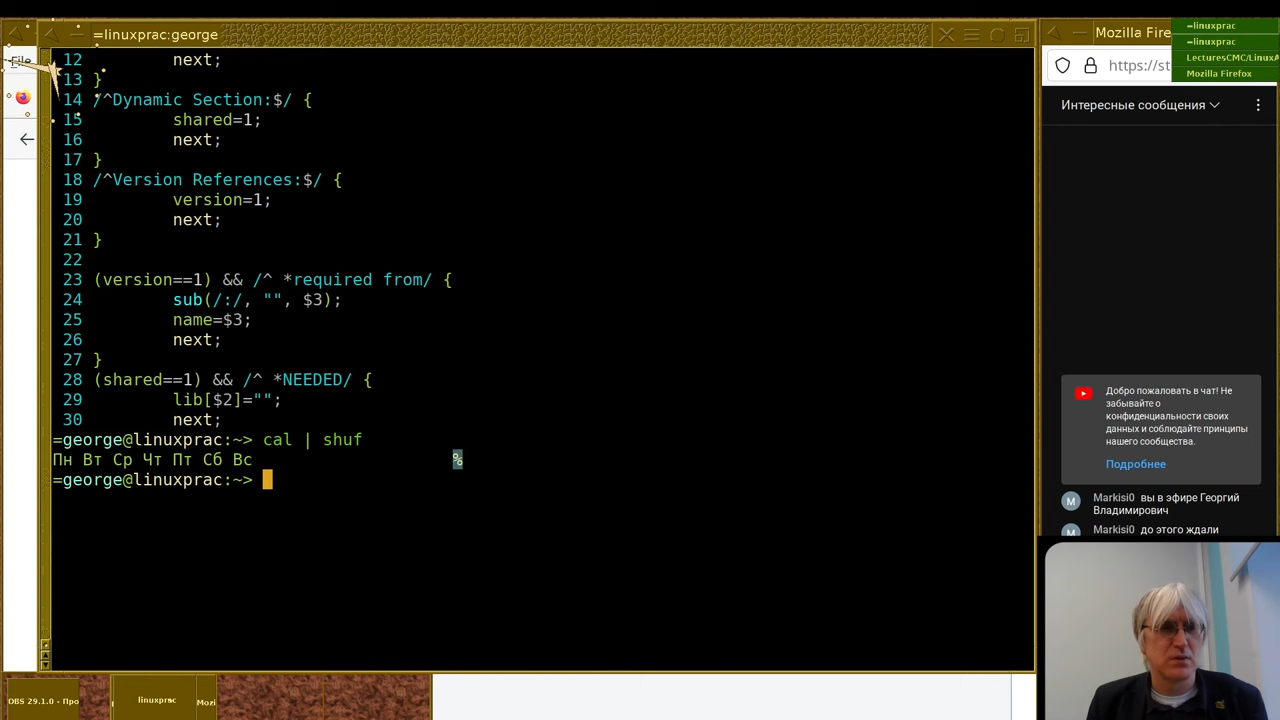 =linuxprac:george
12 next;
13 }
14 /^Dynamic Section:$/ {
15 shared=1;
16 next;
17 }
18 /^Version References:$/ {
19 version=1;
20 next;
21 }
22
23 (version==1) && /^ *required from/ {
24 sub(/:/, "", $3);
25 name=$3;
26 next;
27 }
28 (shared==1) && /^ *NEEDED/ {
29 lib[$2]="";
30 next;
=george@linuxprac:~> cal | shuf
Пн Вт Ср Чт Пт Сб Вс %
=george@linuxprac:~>
File
Mozilla Fire
=linuxprac
=linuxprac
LecturesCMC/LinuxA
Mozilla Firefox
https://st
Интересные сообщения
Добро пожаловать в чат! Не
забывайте о
конфиденциальности своих
данных и соблюдайте принципы
нашего сообщества.
Подробнее
M Markisi0 вы в эфире Георгий
Владимирович
M Markisi0 до этого ждали
DBS 29.1.0 - Про
linuxprac
Mozi